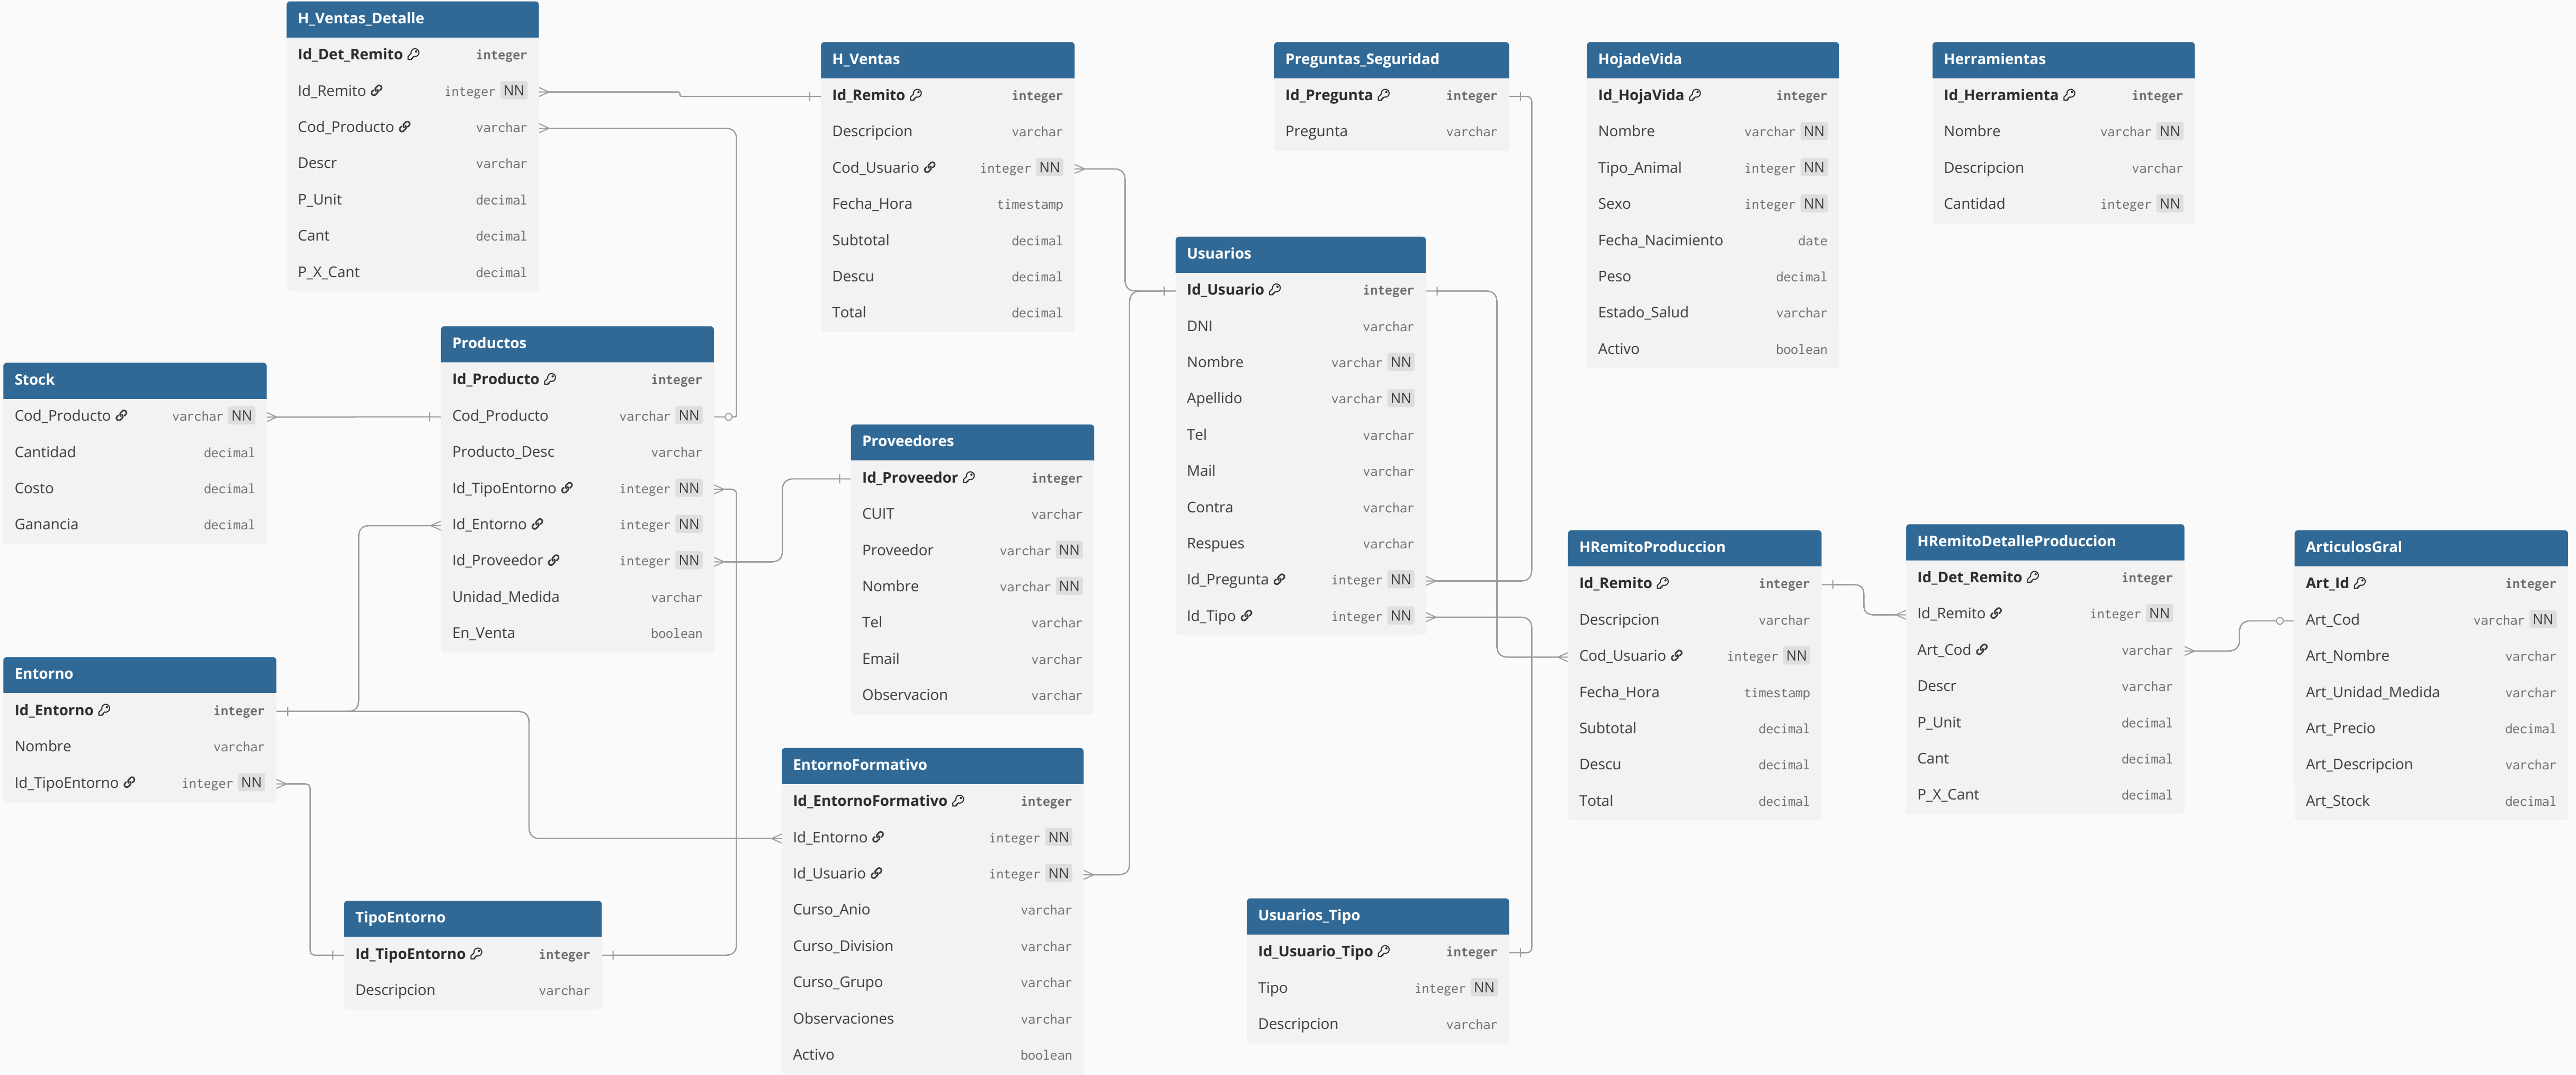 H_Ventas_Detalle
Id_Det_Remito integer
Id_Remito integer NN
Cod_Producto varchar
Descr varchar
P_Unit decimal
Cant decimal
P_X_Cant decimal
H_Ventas
Id_Remito integer
Descripcion varchar
Cod_Usuario integer NN
Fecha_Hora timestamp
Subtotal decimal
Descu decimal
Total decimal
Preguntas_Seguridad
Id_Pregunta integer
Pregunta varchar
HojadeVida
Id_HojaVida integer
Nombre varchar NN
Tipo_Animal integer NN
Sexo integer NN
Fecha_Nacimiento date
Peso decimal
Estado_Salud varchar
Activo boolean
Herramientas
Id_Herramienta integer
Nombre varchar NN
Descripcion varchar
Cantidad integer NN
Usuarios
Id_Usuario integer
DNI varchar
Nombre varchar NN
Apellido varchar NN
Tel varchar
Mail varchar
Contra varchar
Respues varchar
Id_Pregunta integer NN
Id_Tipo integer NN
Stock
Cod_Producto varchar NN
Cantidad decimal
Costo decimal
Ganancia decimal
Productos
Id_Producto integer
Cod_Producto varchar NN
Producto_Desc varchar
Id_TipoEntorno integer NN
Id_Entorno integer NN
Id_Proveedor integer NN
Unidad_Medida varchar
En_Venta boolean
Proveedores
Id_Proveedor integer
CUIT varchar
Proveedor varchar NN
Nombre varchar NN
Tel varchar
Email varchar
Observacion varchar
HRemitoProduccion
Id_Remito integer
Descripcion varchar
Cod_Usuario integer NN
Fecha_Hora timestamp
Subtotal decimal
Descu decimal
Total decimal
HRemitoDetalleProduccion
Id_Det_Remito integer
Id_Remito integer NN
Art_Cod varchar
Descr varchar
P_Unit decimal
Cant decimal
P_X_Cant decimal
ArticulosGral
Art_Id integer
Art_Cod varchar NN
Art_Nombre varchar
Art_Unidad_Medida varchar
Art_Precio decimal
Art_Descripcion varchar
Art_Stock decimal
Entorno
Id_Entorno integer
Nombre varchar
Id_TipoEntorno integer NN
EntornoFormativo
Id_EntornoFormativo integer
Id_Entorno integer NN
Id_Usuario integer NN
Curso_Anio varchar
Curso_Division varchar
Curso_Grupo varchar
Observaciones varchar
Activo boolean
TipoEntorno
Id_TipoEntorno integer
Descripcion varchar
Usuarios_Tipo
Id_Usuario_Tipo integer
Tipo integer NN
Descripcion varchar